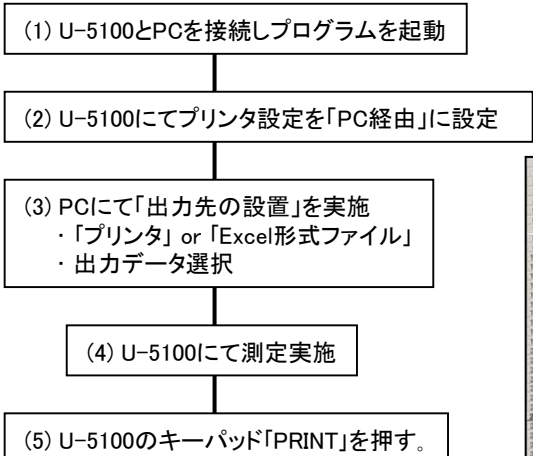 (1) U-5100とPCを接続しプログラムを起動
(2) U-5100にてプリンタ設定を「PC経由」に設定
(3) PCにて「出力先の設置」を実施
・「プリンタ」 or 「Excel形式ファイル」
・出力データ選択
(4) U-5100にて測定実施
(5) U-5100のキーパッド「PRINT」を押す。